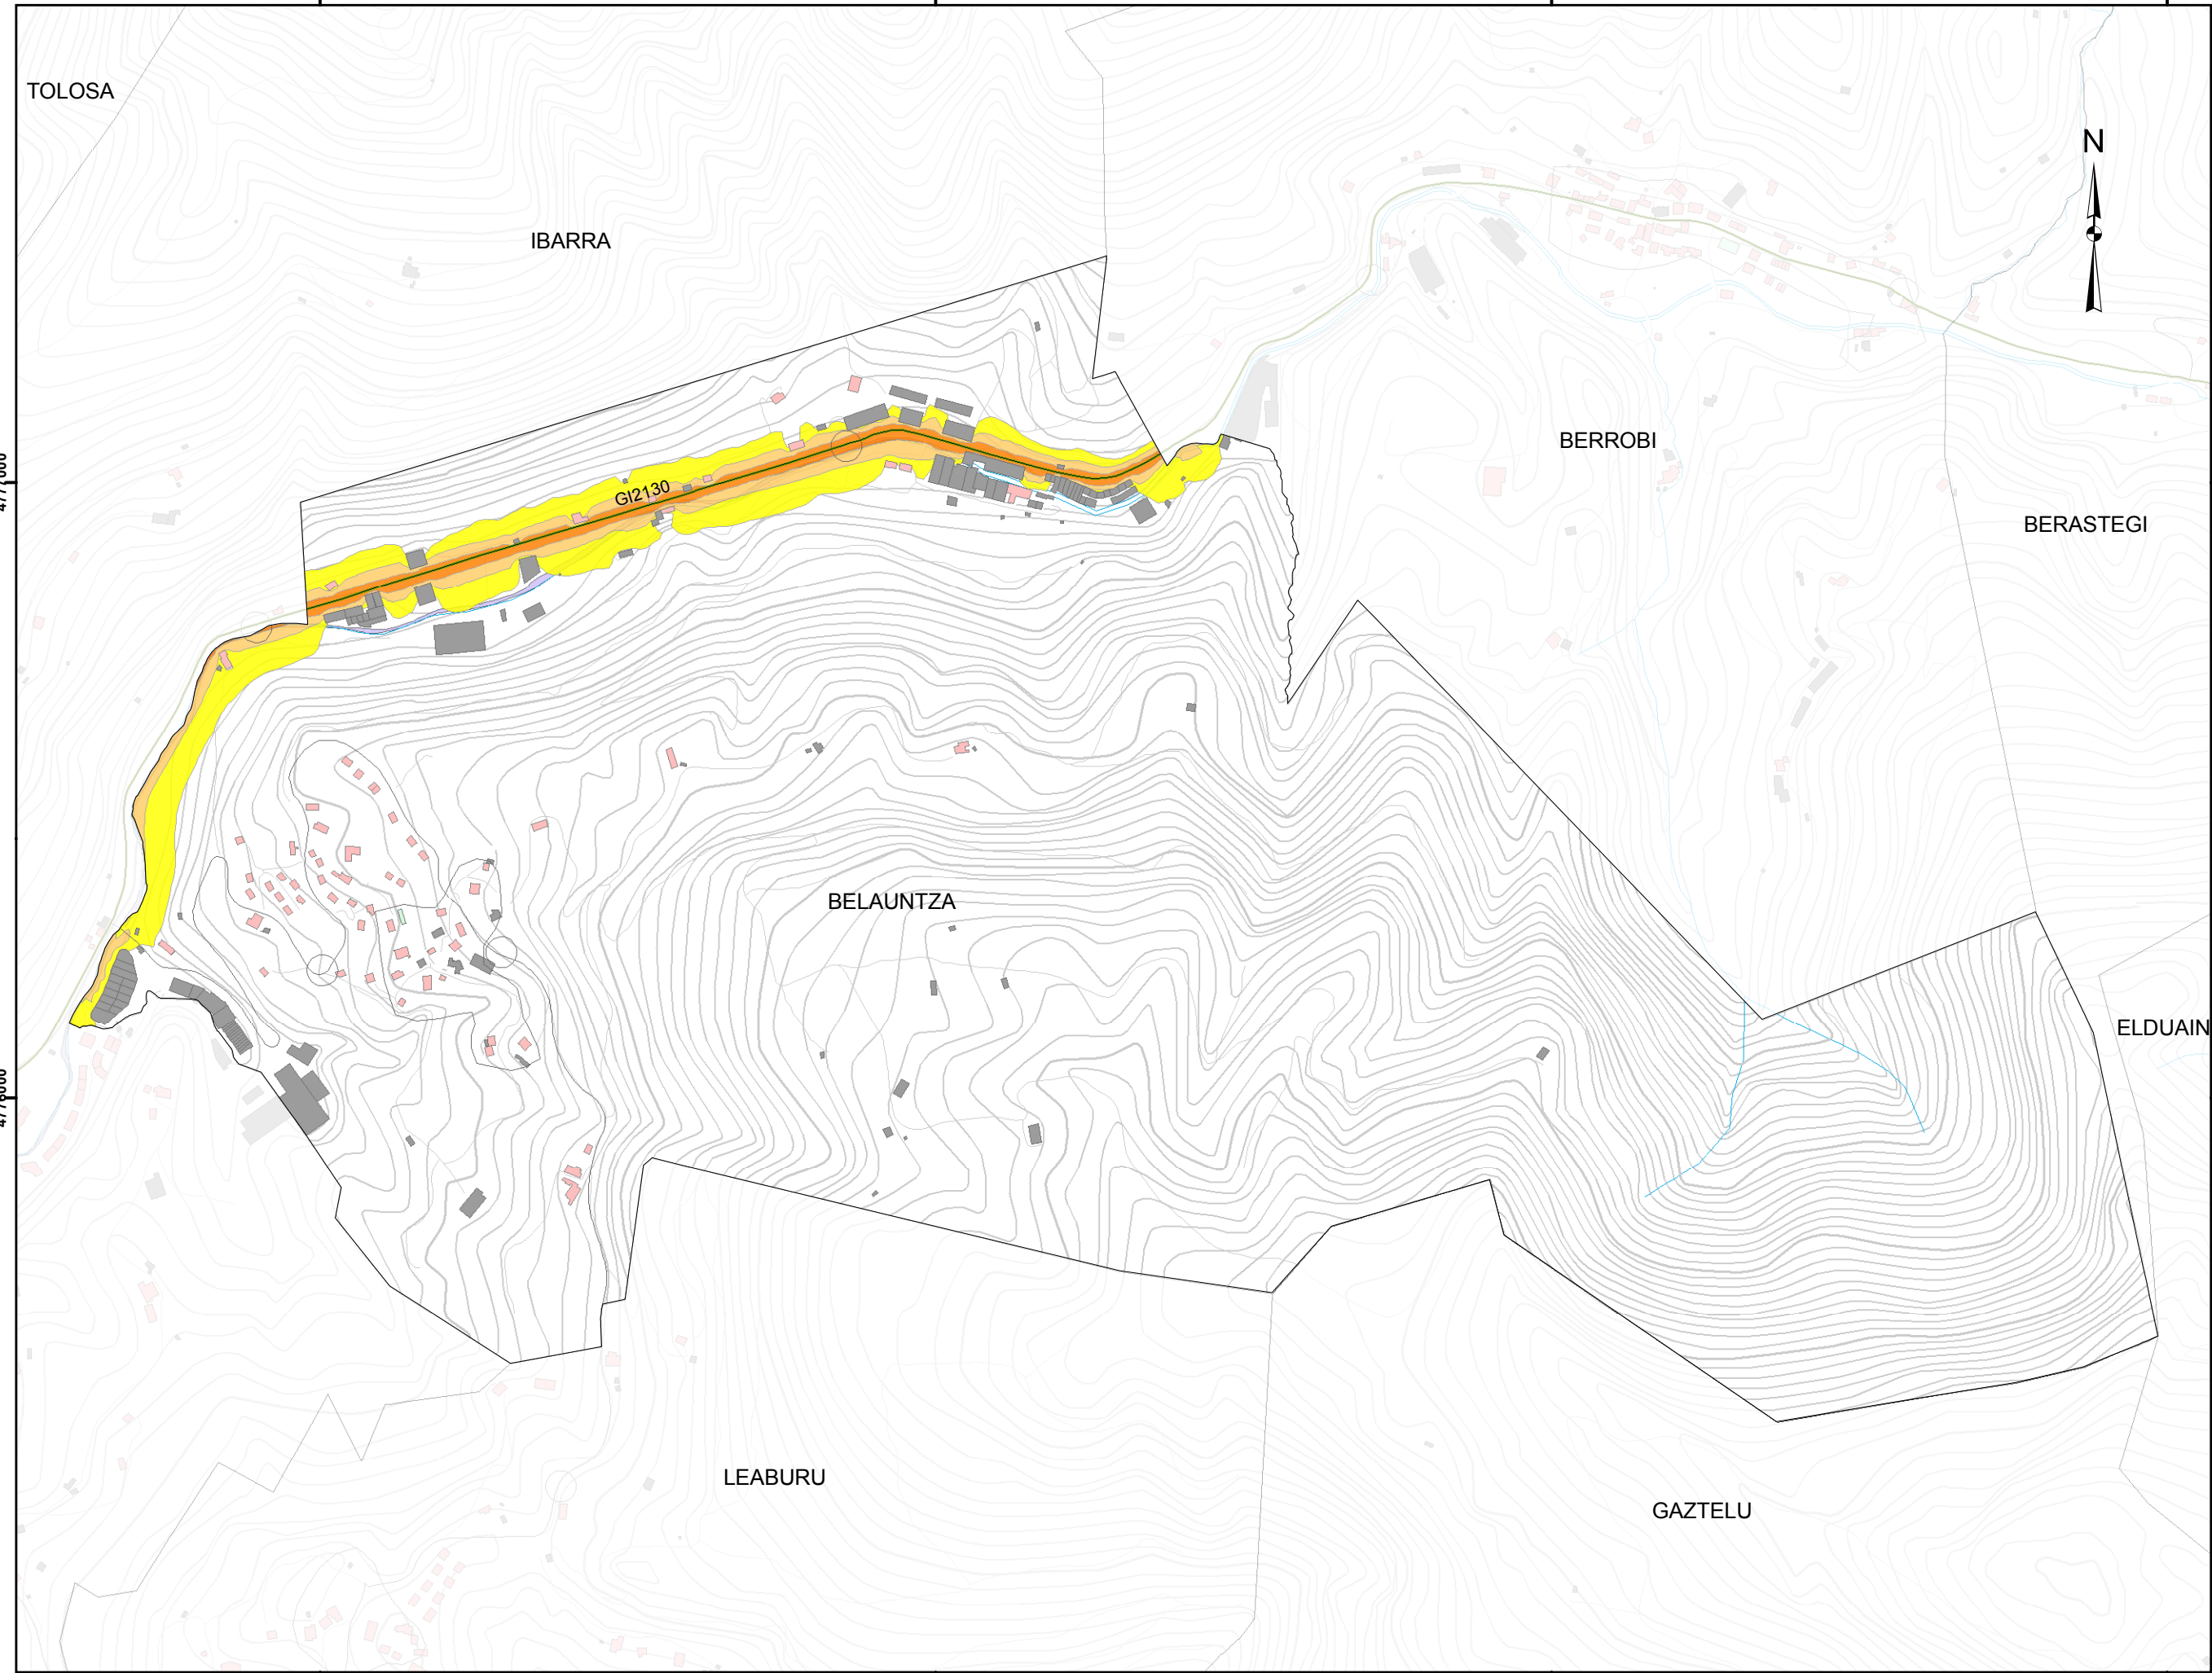 TOLOSA
N
IBARRA
BERROBI
GI2130
BERASTEGI
BELAUNTZA
ELDUAIN
LEABURU
GAZTELU